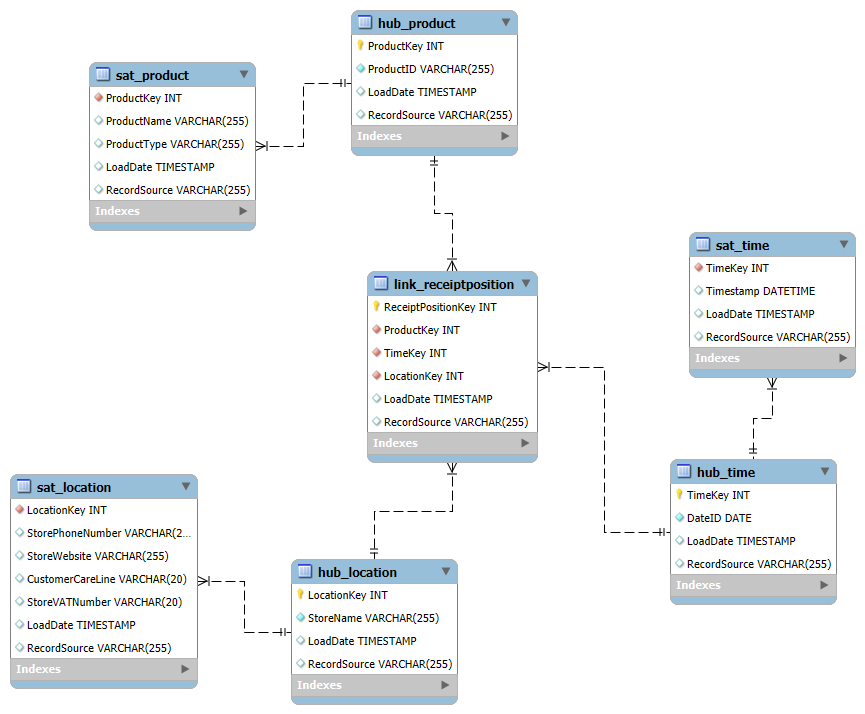 hub_product
ProductKey INT
ProductID VARCHAR(255)
LoadDate TIMESTAMP
RecordSource VARCHAR(255)
Indexes
sat_product
ProductKey INT
ProductName VARCHAR(255)
ProductType VARCHAR(255)
LoadDate TIMESTAMP
RecordSource VARCHAR(255)
Indexes
link_receiptposition
ReceiptPositionKey INT
ProductKey INT
TimeKey INT
LocationKey INT
LoadDate TIMESTAMP
RecordSource VARCHAR(255)
Indexes
sat_time
TimeKey INT
Timestamp DATETIME
LoadDate TIMESTAMP
RecordSource VARCHAR(255)
Indexes
hub_time
TimeKey INT
DateID DATE
LoadDate TIMESTAMP
RecordSource VARCHAR(255)
Indexes
sat_location
LocationKey INT
StorePhoneNumber VARCHAR(2...
StoreWebsite VARCHAR(255)
CustomerCareLine VARCHAR(20)
StoreVATNumber VARCHAR(20)
LoadDate TIMESTAMP
RecordSource VARCHAR(255)
Indexes
hub_location
LocationKey INT
StoreName VARCHAR(255)
LoadDate TIMESTAMP
RecordSource VARCHAR(255)
Indexes